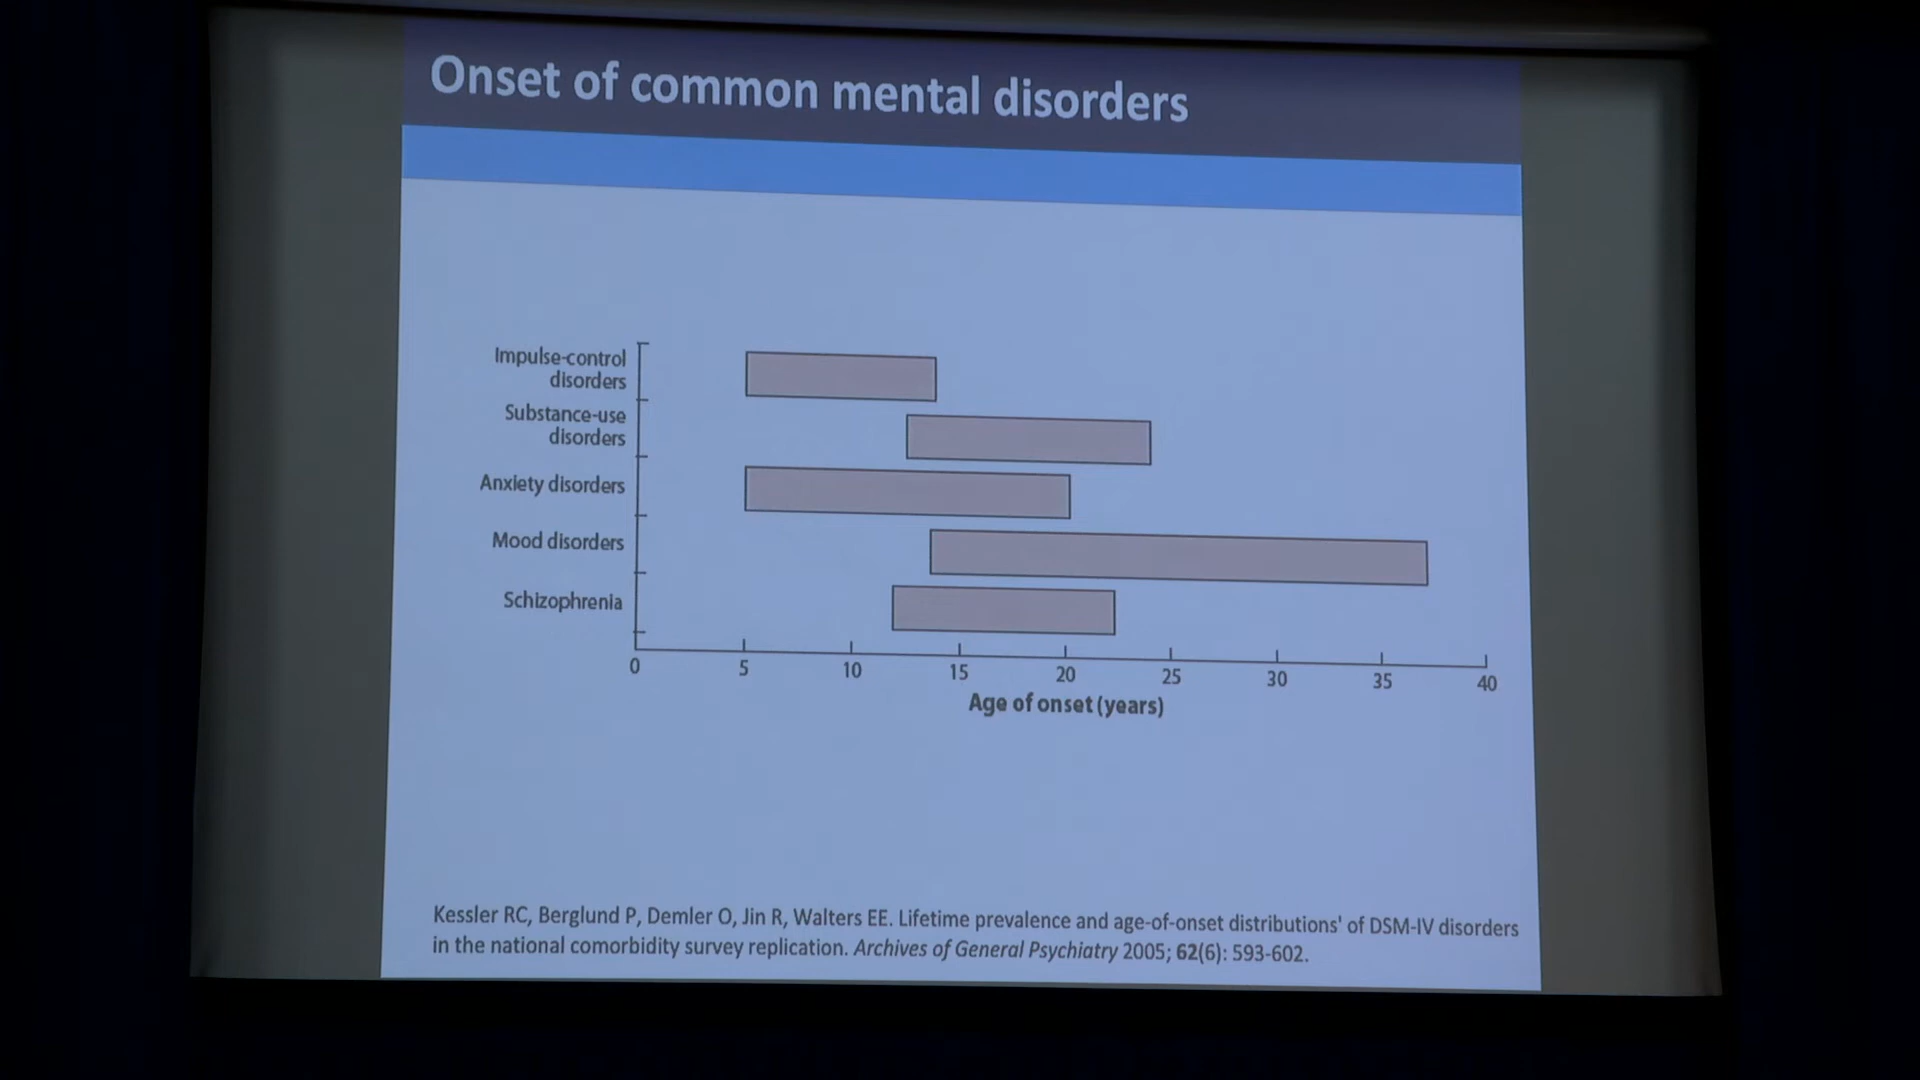 Onset of common mental disorders
Impulse-control
disorders
Substance-use
disorders
Anxiety disorders
Mood disorders
Schizophrenia
0 5 10 15 20 25 30 35 40
Age of onset (years)
Kessler RC, Berglund P, Demler O, Jin R, Walters EE. Lifetime prevalence and age-of-onset distributions' of DSM-IV disorders
in the national comorbidity survey replication. Archives of General Psychiatry 2005; 62(6): 593-602.